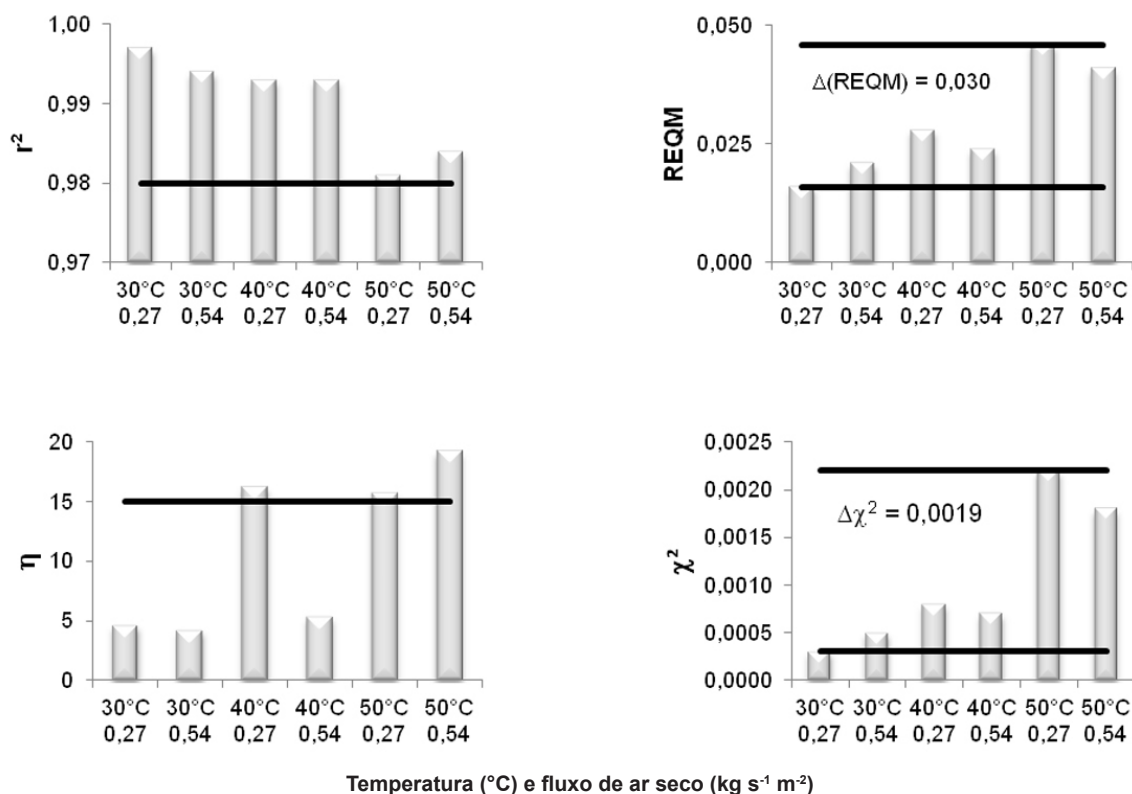 1,00
1,00
0,99
0,98
0,97
r²
30°C 30°C 40°C 40°C 50°C 50°C
0,27 0,54 0,27 0,54 0,27 0,54
0,050
0,025
0,000
REQM
Δ(REQM) = 0,030
30°C 30°C 40°C 40°C 50°C 50°C
0,27 0,54 0,27 0,54 0,27 0,54
20
15
10
5
0
η
30°C 30°C 40°C 40°C 50°C 50°C
0,27 0,54 0,27 0,54 0,27 0,54
0,0025
0,0020
0,0015
0,0010
0,0005
0,0000
χ²
Δχ² = 0,0019
30°C 30°C 40°C 40°C 50°C 50°C
0,27 0,54 0,27 0,54 0,27 0,54
Temperatura (°C) e fluxo de ar seco (kg s⁻¹ m⁻²)